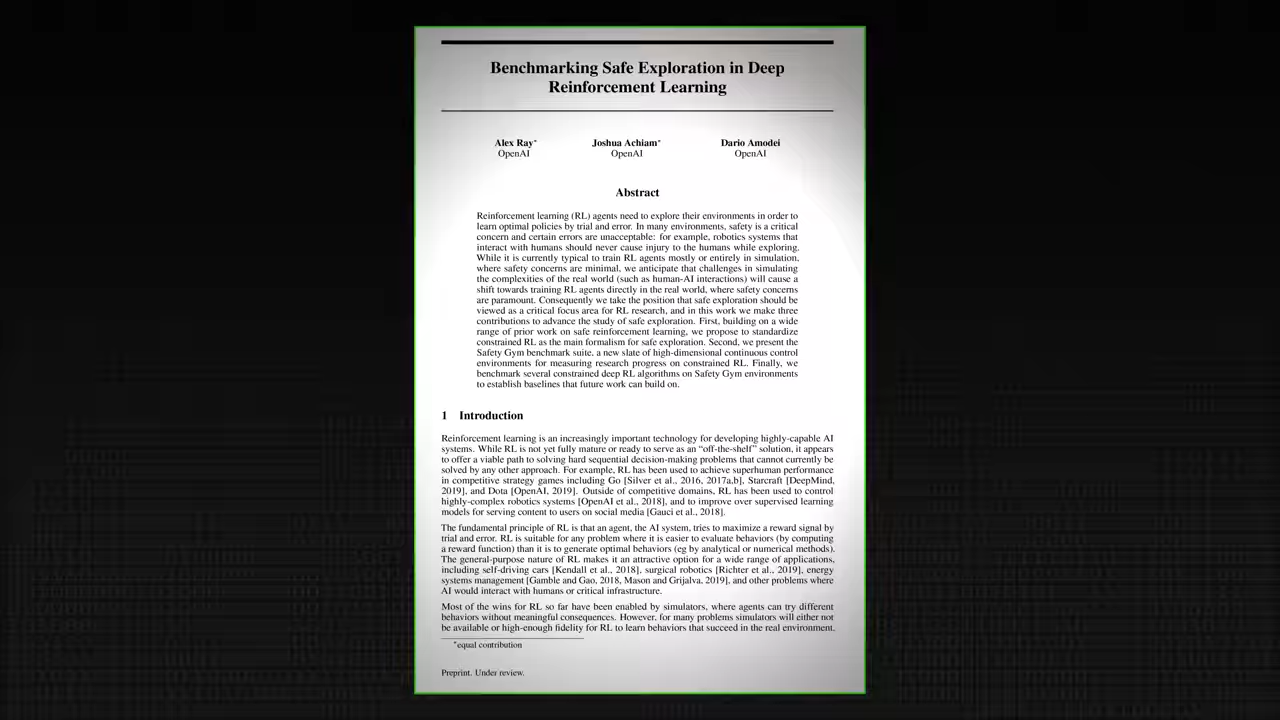 Benchmarking Safe Exploration in Deep
Reinforcement Learning
Alex Ray* Joshua Achiam* Dario Amodei
OpenAI OpenAI OpenAI
Abstract
Reinforcement learning (RL) agents need to explore their environments in order to
learn optimal policies by trial and error. In many environments, safety is a critical
concern and certain errors are unacceptable: for example, robotics systems that
interact with humans should never cause injury to the humans while exploring.
While it is currently typical to train RL agents mostly or entirely in simulation,
where safety concerns are minimal, we anticipate that challenges in simulating
the complexities of the real world (such as human-AI interactions) will cause a
shift towards training RL agents directly in the real world, where safety concerns
are paramount. Consequently we take the position that safe exploration should be
viewed as a critical focus area for RL research, and in this work we make three
contributions to advance the study of safe exploration. First, building on a wide
range of prior work on safe reinforcement learning, we propose to standardize
constrained RL as the main formalism for safe exploration. Second, we present the
Safety Gym benchmark suite, a new slate of high-dimensional continuous control
environments for measuring research progress on constrained RL. Finally, we
benchmark several constrained deep RL algorithms on Safety Gym environments
to establish baselines that future work can build on.
1 Introduction
Reinforcement learning is an increasingly important technology for developing highly-capable AI
systems. While RL is not yet fully mature or ready to serve as an “off-the-shelf” solution, it appears
to offer a viable path to solving hard sequential decision-making problems that cannot currently be
solved by any other approach. For example, RL has been used to achieve superhuman performance
in competitive strategy games including Go [Silver et al., 2016, 2017a,b], Starcraft [DeepMind,
2019], and Dota [OpenAI, 2019]. Outside of competitive domains, RL has been used to control
highly-complex robotics systems [OpenAI et al., 2018], and to improve over supervised learning
models for serving content to users on social media [Gauci et al., 2018].
The fundamental principle of RL is that an agent, the AI system, tries to maximize a reward signal by
trial and error. RL is suitable for any problem where it is easier to evaluate behaviors (by computing
a reward function) than it is to generate optimal behaviors (eg by analytical or numerical methods).
The general-purpose nature of RL makes it an attractive option for a wide range of applications,
including self-driving cars [Kendall et al., 2018], surgical robotics [Richter et al., 2019], energy
systems management [Gamble and Gao, 2018, Mason and Grijalva, 2019], and other problems where
AI would interact with humans or critical infrastructure.
Most of the wins for RL so far have been enabled by simulators, where agents can try different
behaviors without meaningful consequences. However, for many problems simulators will either not
be available or high-enough fidelity for RL to learn behaviors that succeed in the real environment.
*equal contribution
Preprint. Under review.